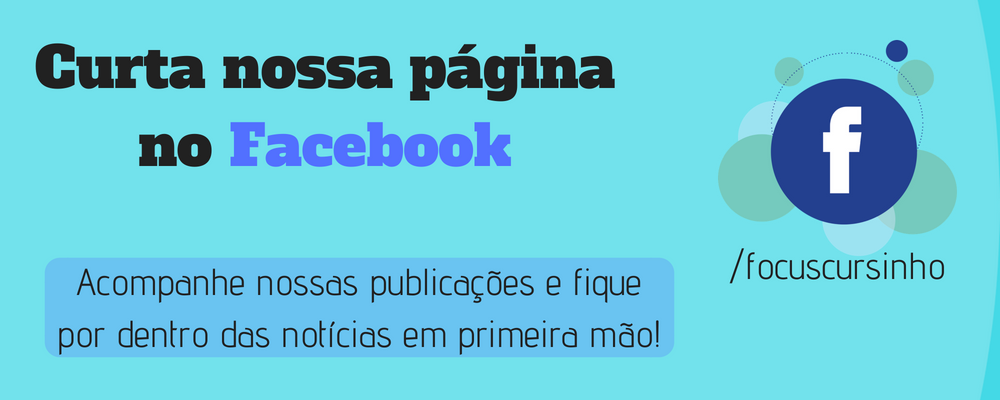 Curta nossa página
no Facebook
Acompanhe nossas publicações e fique
por dentro das notícias em primeira mão!
f
/focuscursinho